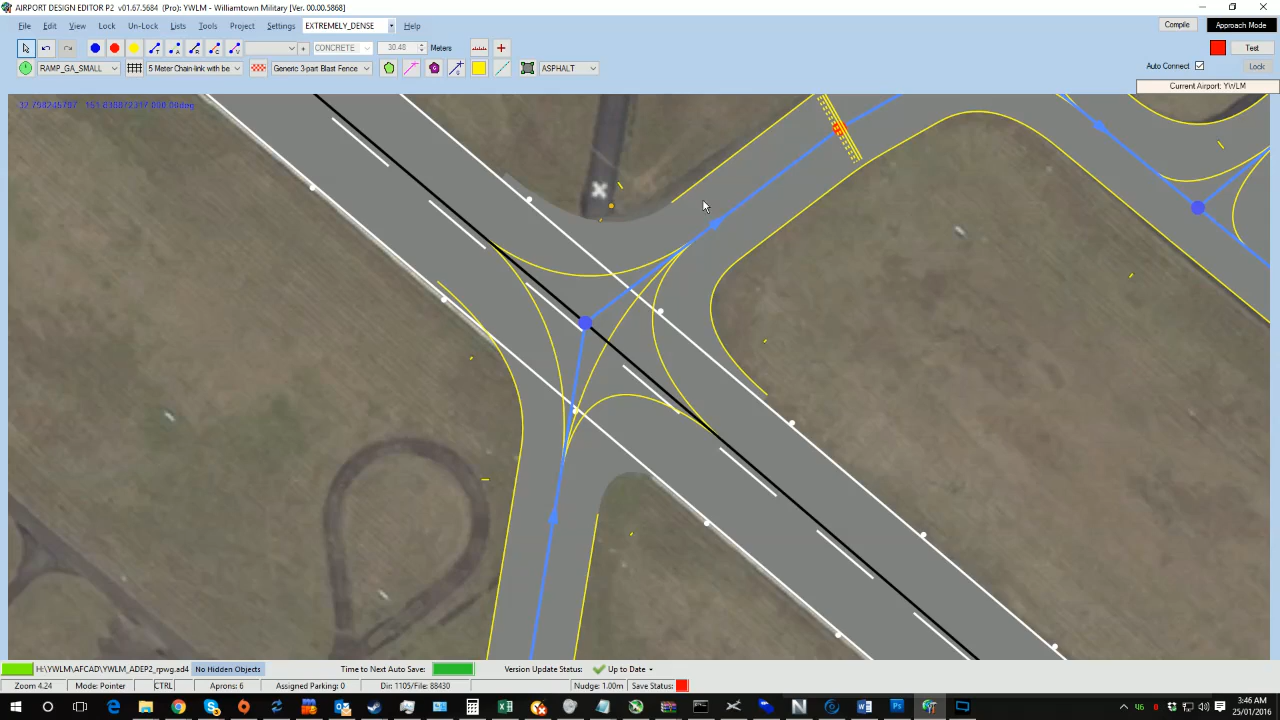 AIRPORT DESIGN EDITOR P2 v01.67.5684 (Pro): YWLM - Williamtown Military [Ver. 00.00.5868]
File Edit View Lock Un-Lock Lists Tools Project Settings EXTREMELY_DENSE Help Compile Approach Mode
CONCRETE 30.48 Meters Test
RAMP_GA_SMALL 5 Meter Chain-link with be Generic 3-part Blast Fence ASPHALT Auto Connect Lock
Current Airport: YWLM
H:\YWLM\AFCAD\YWLM_ADEP2_rpwg.ad4 No Hidden Objects Time to Next Auto Save: Version Update Status: Up to Date
Zoom 4.24 Mode: Pointer CTRL Aprons: 6 Assigned Parking: 0 Dir: 1105/File: 88430 Nudge: 1.00m Save Status:
3:46 AM
25/01/2016